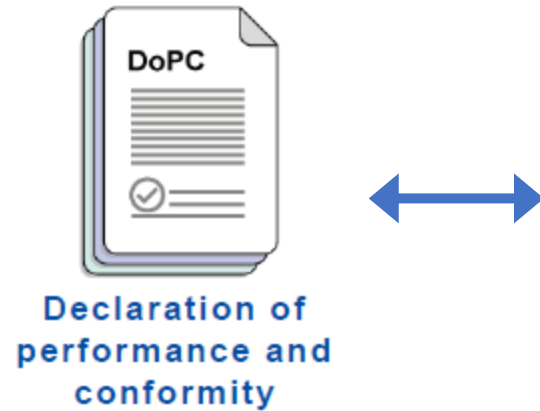 DoPC
Declaration of
performance and
conformity